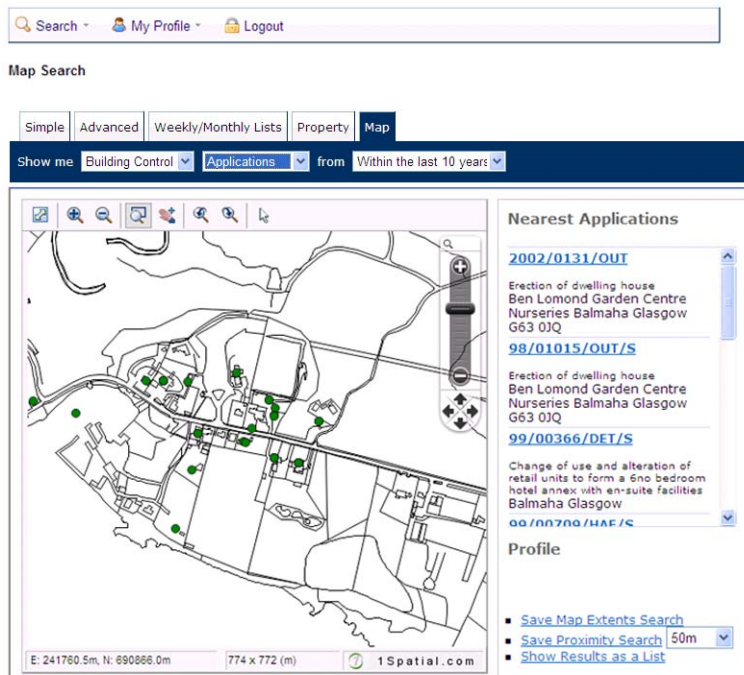 Search
My Profile
Logout
Map Search
Simple
Advanced
Weekly/Monthly Lists
Property
Map
Show me Building Control Applications from Within the last 10 years
Nearest Applications
2002/0131/OUT
Erection of dwelling house
Ben Lomond Garden Centre
Nurseries Balmaha Glasgow
G63 0JQ
98/01015/OUT/S
Erection of dwelling house
Ben Lomond Garden Centre
Nurseries Balmaha Glasgow
G63 0JQ
99/00366/DET/S
Change of use and alteration of
retail units to form a 6no bedroom
hotel annex with en-suite facilities
Balmaha Glasgow
99/00709/HAE/S
Profile
Save Map Extents Search
Save Proximity Search 50m
Show Results as a List
E: 241760.5m, N: 690866.0m
774 x 772 (m)
1Spatial.com